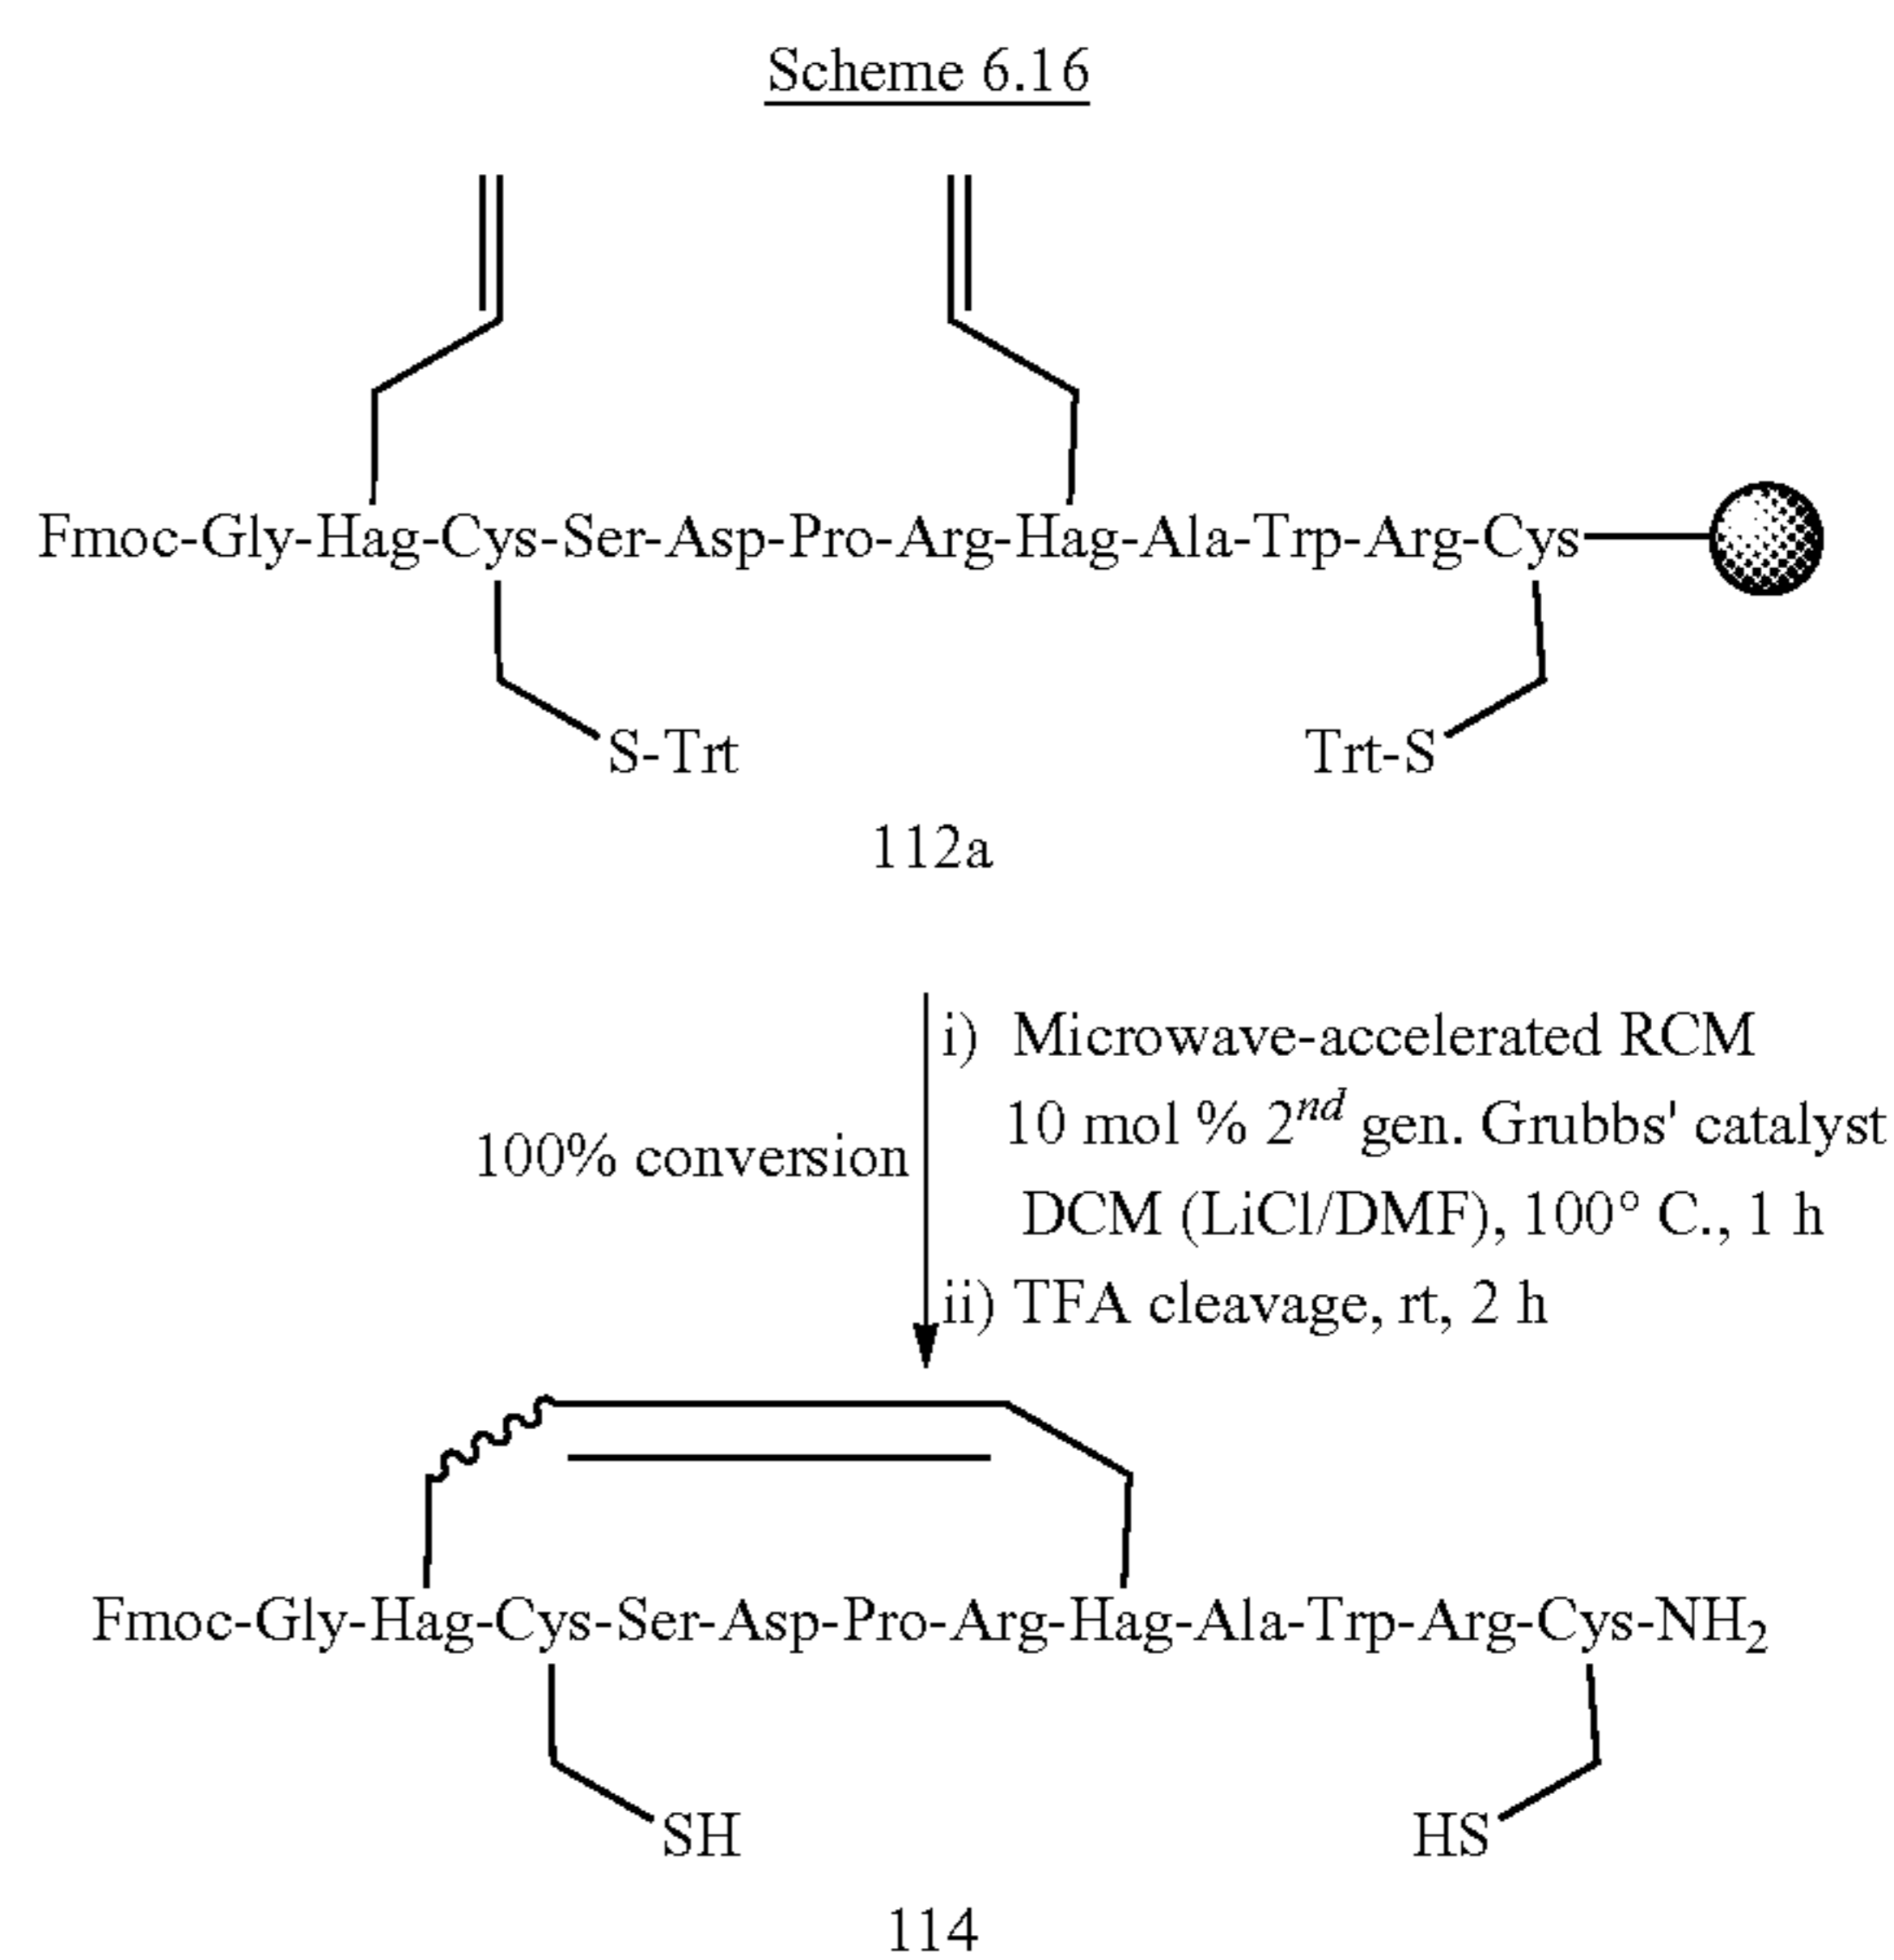 Scheme 6.16
Fmoc-Gly-Hag-Cys-Ser-Asp-Pro-Arg-Hag-Ala-Trp-Arg-Cys
S-Trt
Trt-S
112a
100% conversion
i) Microwave-accelerated RCM
10 mol % 2nd gen. Grubbs' catalyst
DCM (LiCl/DMF), 100° C., 1 h
ii) TFA cleavage, rt, 2 h
Fmoc-Gly-Hag-Cys-Ser-Asp-Pro-Arg-Hag-Ala-Trp-Arg-Cys-NH2
SH
HS
114